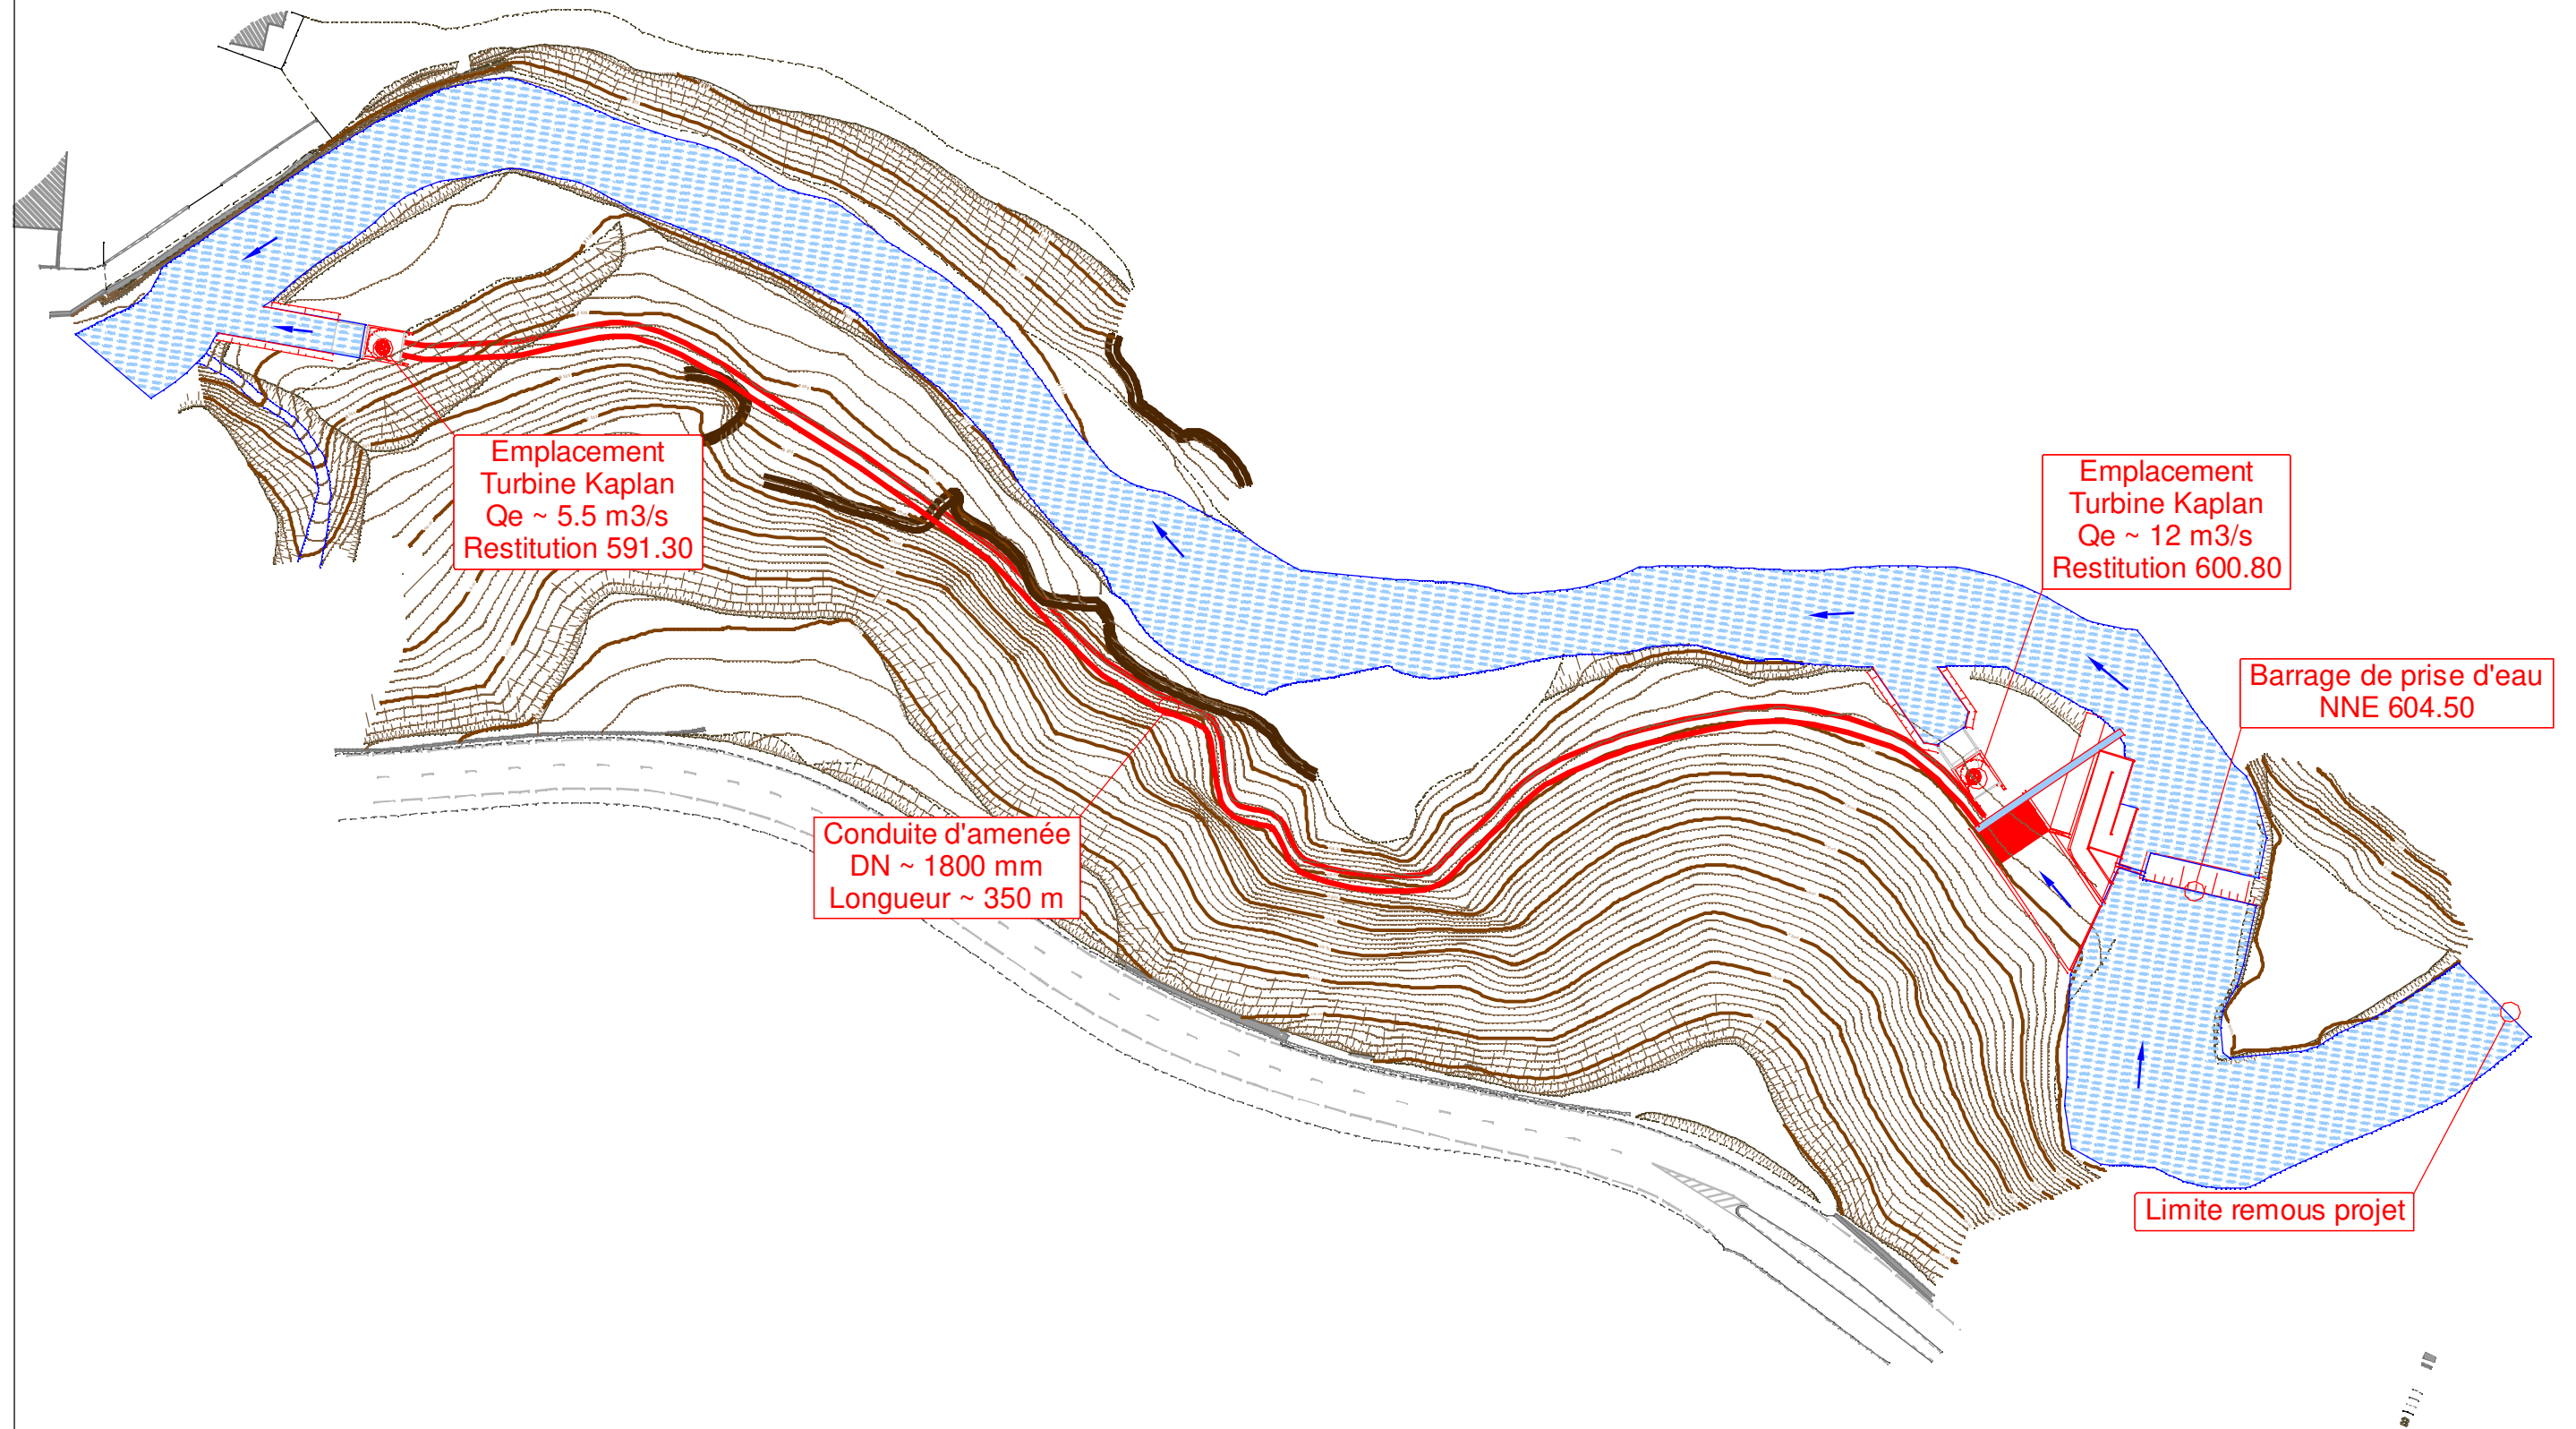 Emplacement
Turbine Kaplan
Qe ~ 5.5 m3/s
Restitution 591.30
Emplacement
Turbine Kaplan
Qe ~ 12 m3/s
Restitution 600.80
Barrage de prise d'eau
NNE 604.50
Conduite d'amenée
DN ~ 1800 mm
Longueur ~ 350 m
Limite remous projet